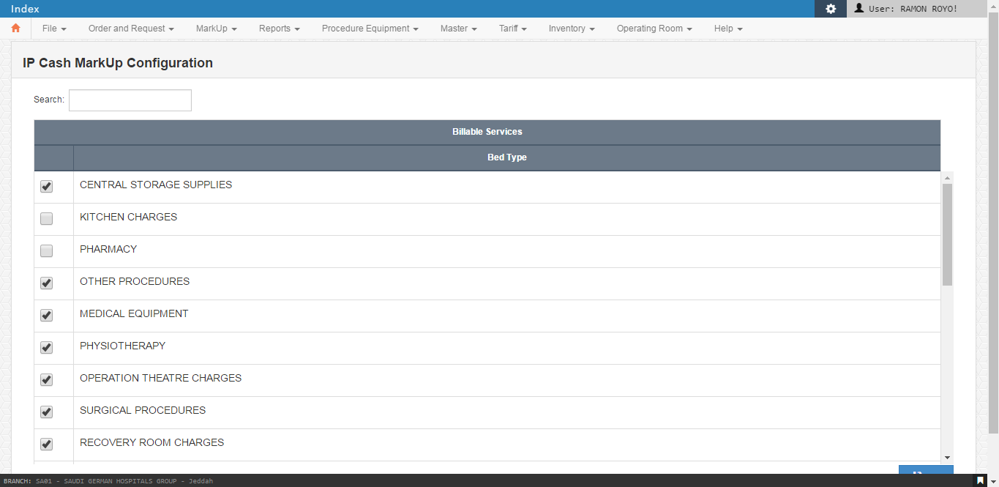 Index
User: RAMON ROYO!
File Order and Request MarkUp Reports Procedure Equipment Master Tariff Inventory Operating Room Help
IP Cash MarkUp Configuration
Search:
Billable Services
Bed Type
CENTRAL STORAGE SUPPLIES
KITCHEN CHARGES
PHARMACY
OTHER PROCEDURES
MEDICAL EQUIPMENT
PHYSIOTHERAPY
OPERATION THEATRE CHARGES
SURGICAL PROCEDURES
RECOVERY ROOM CHARGES
BRANCH: SA01 - SAUDI GERMAN HOSPITALS GROUP - Jeddah